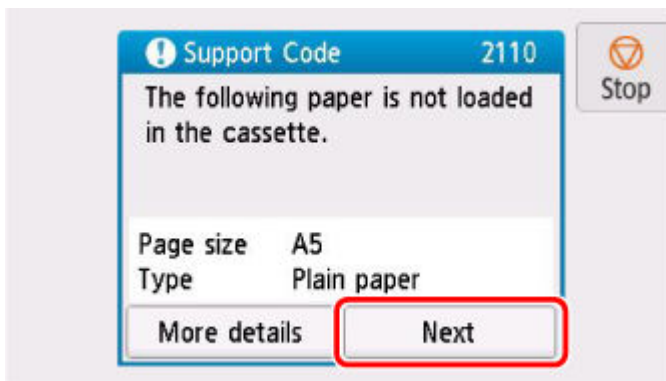 Support Code 2110
Stop
The following paper is not loaded
in the cassette.
Page size A5
Type Plain paper
More details Next